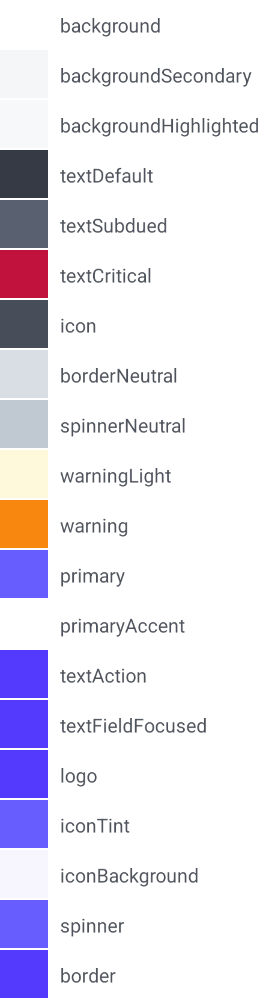 background
backgroundSecondary
backgroundHighlighted
textDefault
textSubdued
textCritical
icon
borderNeutral
spinnerNeutral
warningLight
warning
primary
primaryAccent
textAction
textFieldFocused
logo
iconTint
iconBackground
spinner
border